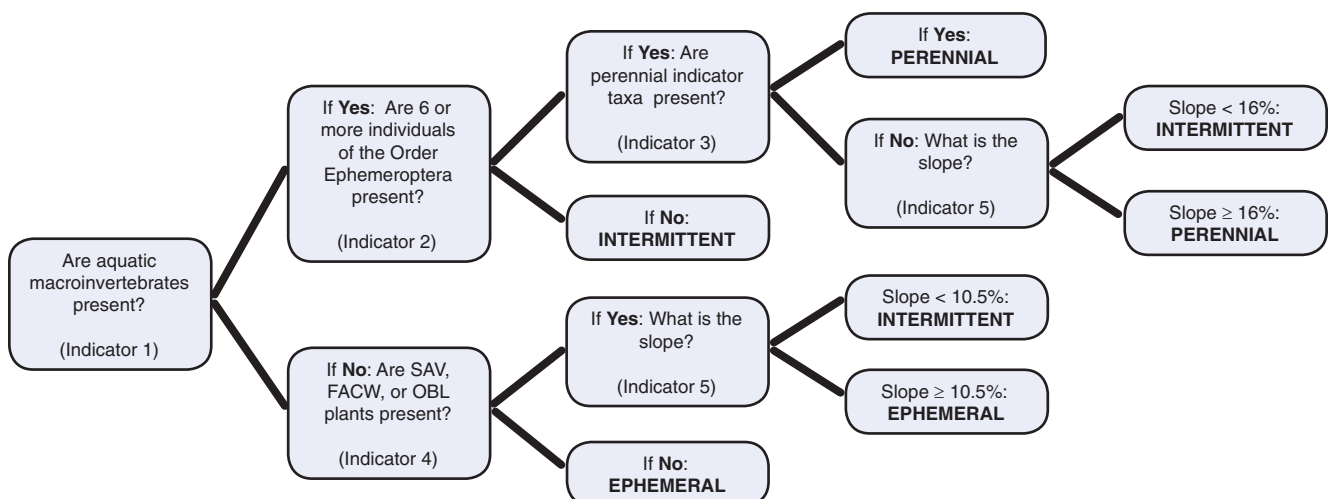 Are aquatic
macroinvertebrates
present?
(Indicator 1)
If Yes: Are 6 or
more individuals
of the Order
Ephemeroptera
present?
(Indicator 2)
If Yes: Are
perennial indicator
taxa present?
(Indicator 3)
If Yes:
PERENNIAL
If No: What is the
slope?
(Indicator 5)
Slope < 16%:
INTERMITTENT
Slope ≥ 16%:
PERENNIAL
If No:
INTERMITTENT
If No: Are SAV,
FACW, or OBL
plants present?
(Indicator 4)
If Yes: What is the
slope?
(Indicator 5)
Slope < 10.5%:
INTERMITTENT
Slope ≥ 10.5%:
EPHEMERAL
If No:
EPHEMERAL